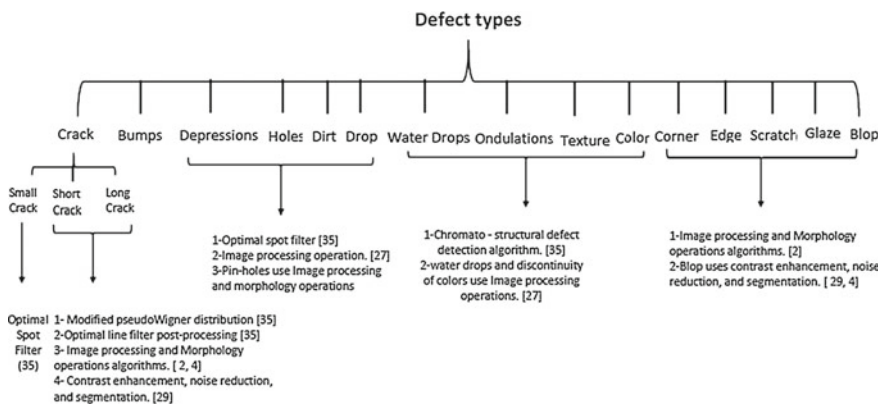 Defect types
Crack Bumps Depressions Holes Dirt Drop Water Drops Ondulations Texture Color Corner Edge Scratch Glaze Blop
Small Crack
Short Crack
Long Crack
Optimal Spot Filter (35)
1- Modified pseudoWigner distribution [35]
2-Optimal line filter post-processing [35]
3- Image processing and Morphology
operations algorithms. [ 2, 4]
4- Contrast enhancement, noise reduction,
and segmentation. [29]
1-Optimal spot filter [35]
2-Image processing operation. [27]
3-Pin-holes use Image processing
and morphology operations
1-Chromato - structural defect
detection algorithm. [35]
2-water drops and discontinuity
of colors use Image processing
operations. [27]
1-Image processing and Morphology
operations algorithms. [2]
2-Blop uses contrast enhancement, noise
reduction, and segmentation. [ 29, 4]